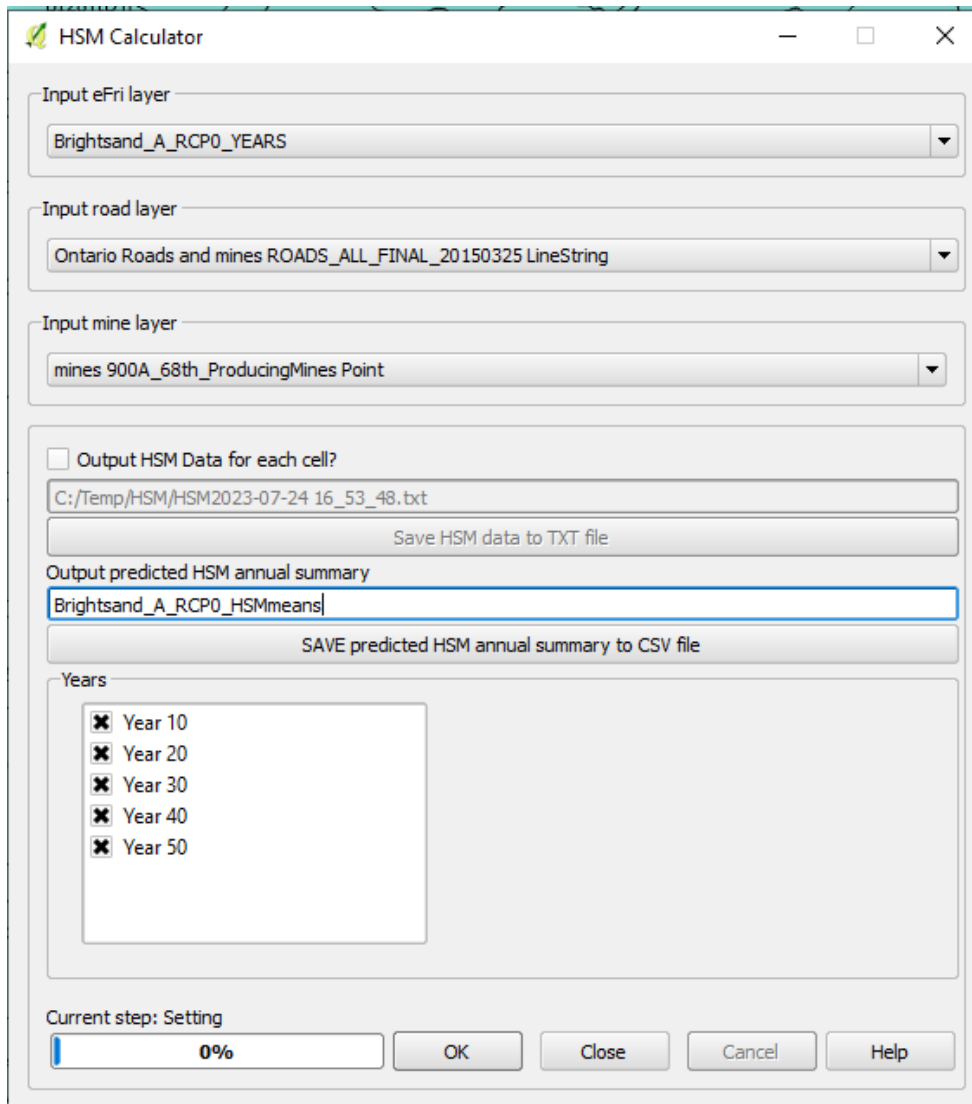 HSM Calculator
Input eFri layer
Brightsand_A_RCP0_YEARS
Input road layer
Ontario Roads and mines ROADS_ALL_FINAL_20150325 LineString
Input mine layer
mines 900A_68th_ProducingMines Point
Output HSM Data for each cell?
C:/Temp/HSM/HSM2023-07-24 16_53_48.txt
Save HSM data to TXT file
Output predicted HSM annual summary
Brightsand_A_RCP0_HSMmeans
SAVE predicted HSM annual summary to CSV file
Years
Year 10
Year 20
Year 30
Year 40
Year 50
Current step: Setting
0% OK Close Cancel Help